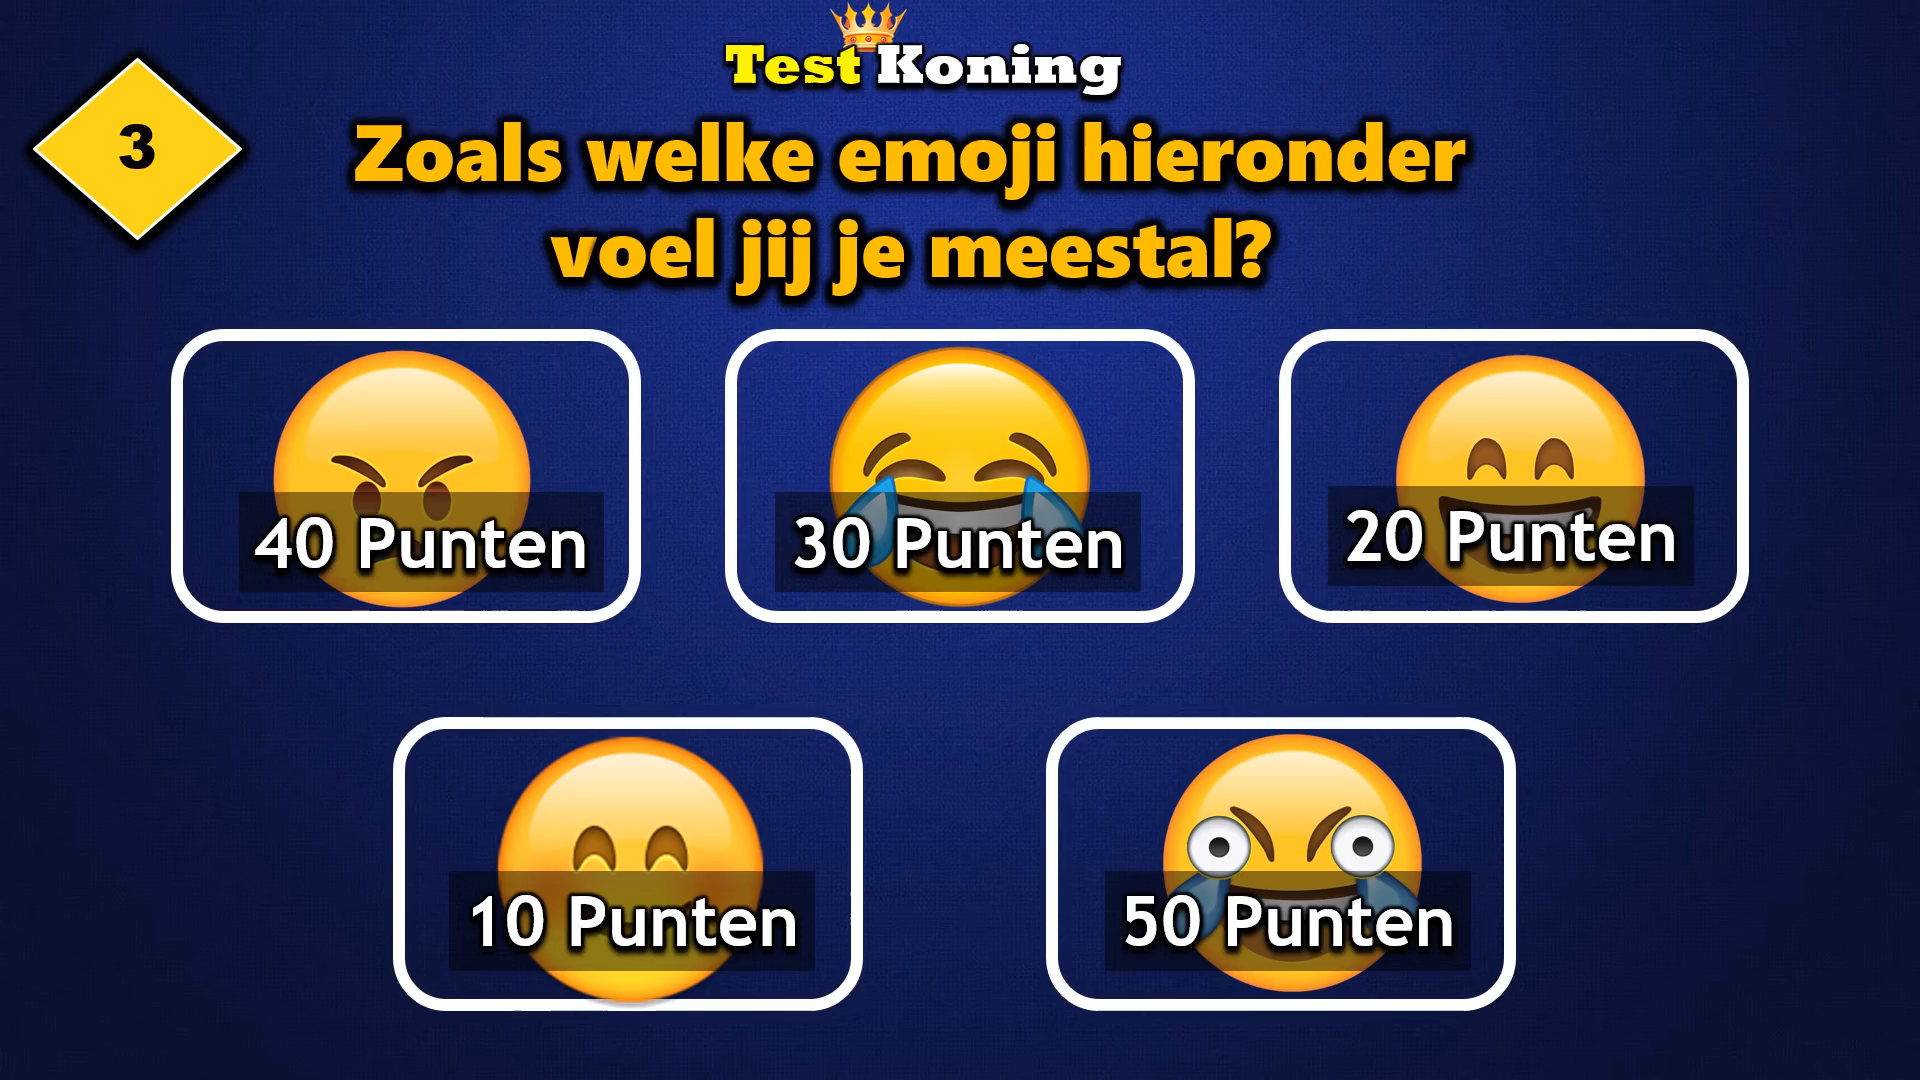 Test Koning
3
Zoals welke emoji hieronder
voel jij je meestal?
40 Punten
30 Punten
20 Punten
10 Punten
50 Punten